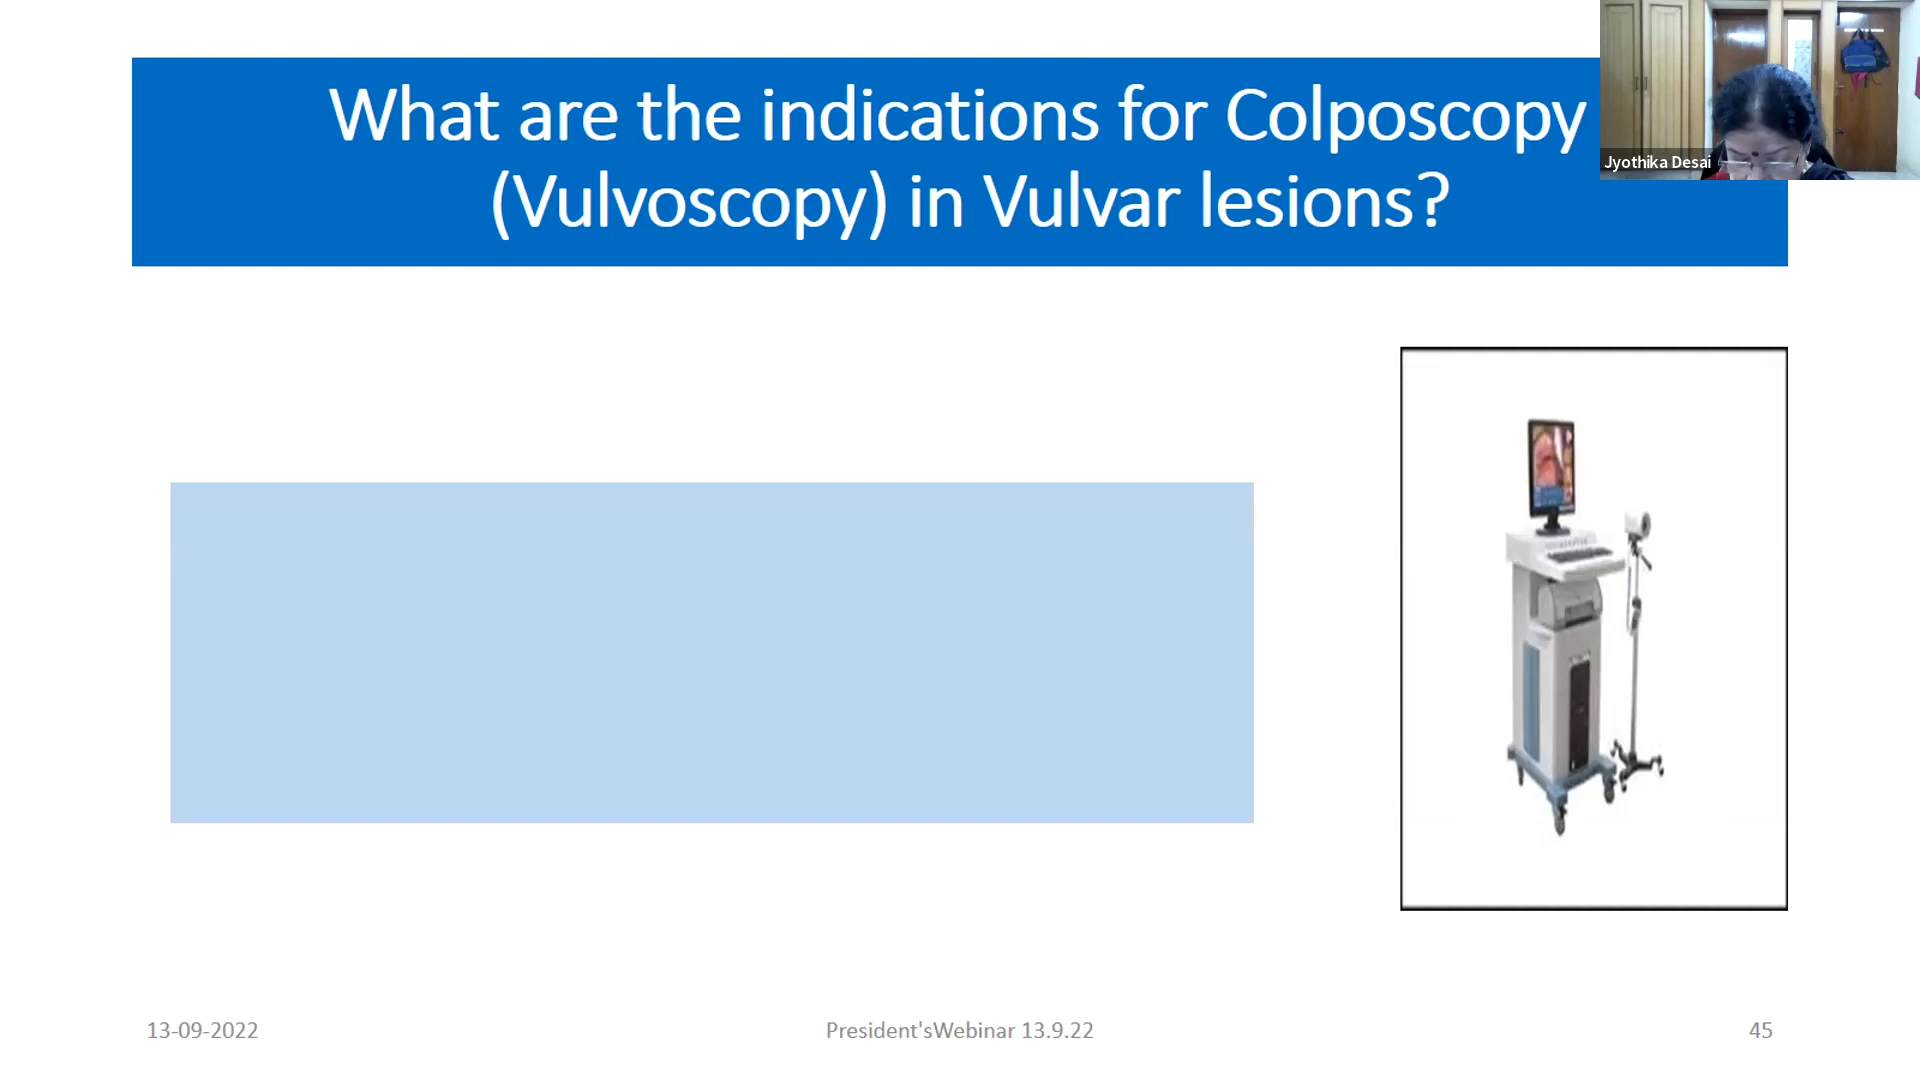 What are the indications for Colposcopy
(Vulvoscopy) in Vulvar lesions?
Jyothika Desai
13-09-2022
President'sWebinar 13.9.22
45